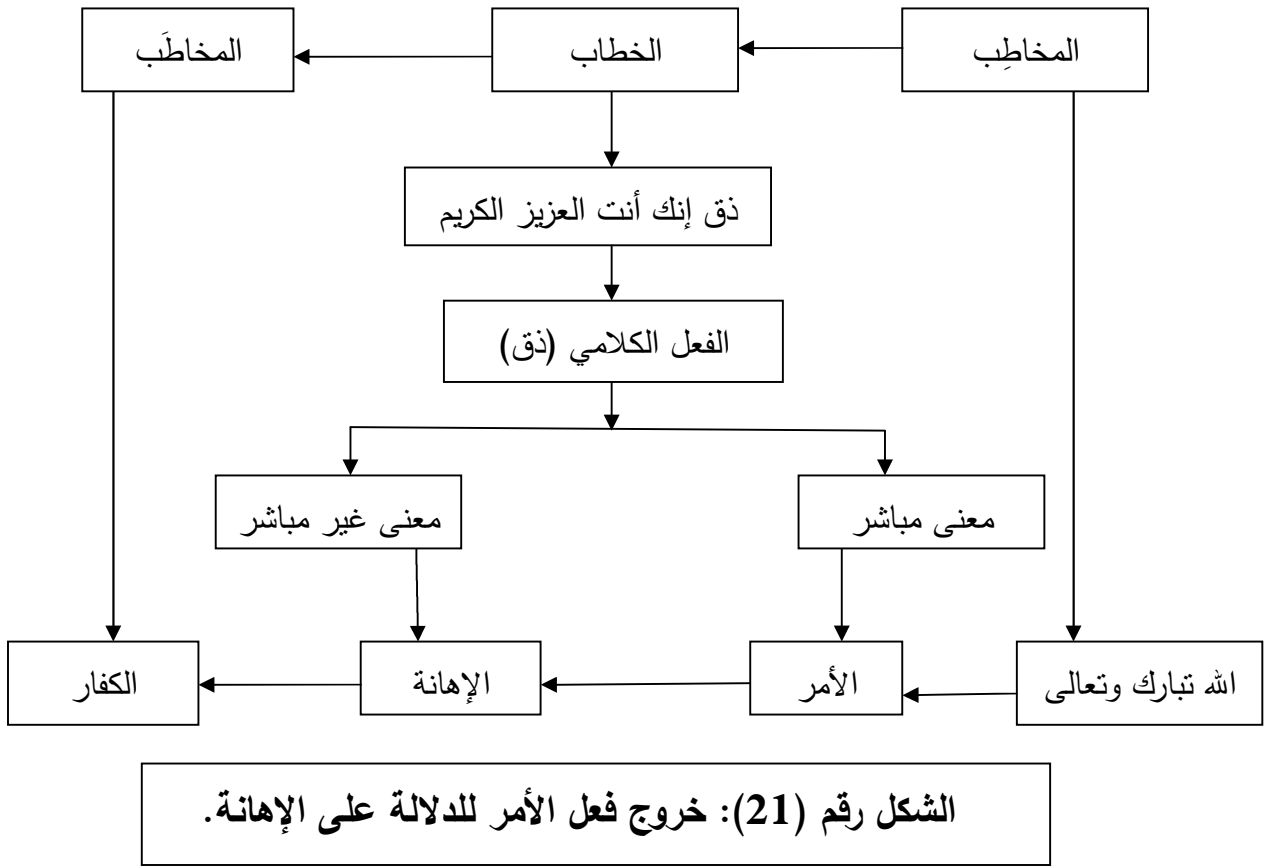 المخاطِب
الخطاب
المخاطَب
ذق إنك أنت العزيز الكريم
الفعل الكلامي (ذق)
معنى مباشر
معنى غير مباشر
الله تبارك وتعالى
الأمر
الإهانة
الكفار
الشكل رقم (21): خروج فعل الأمر للدلالة على الإهانة.